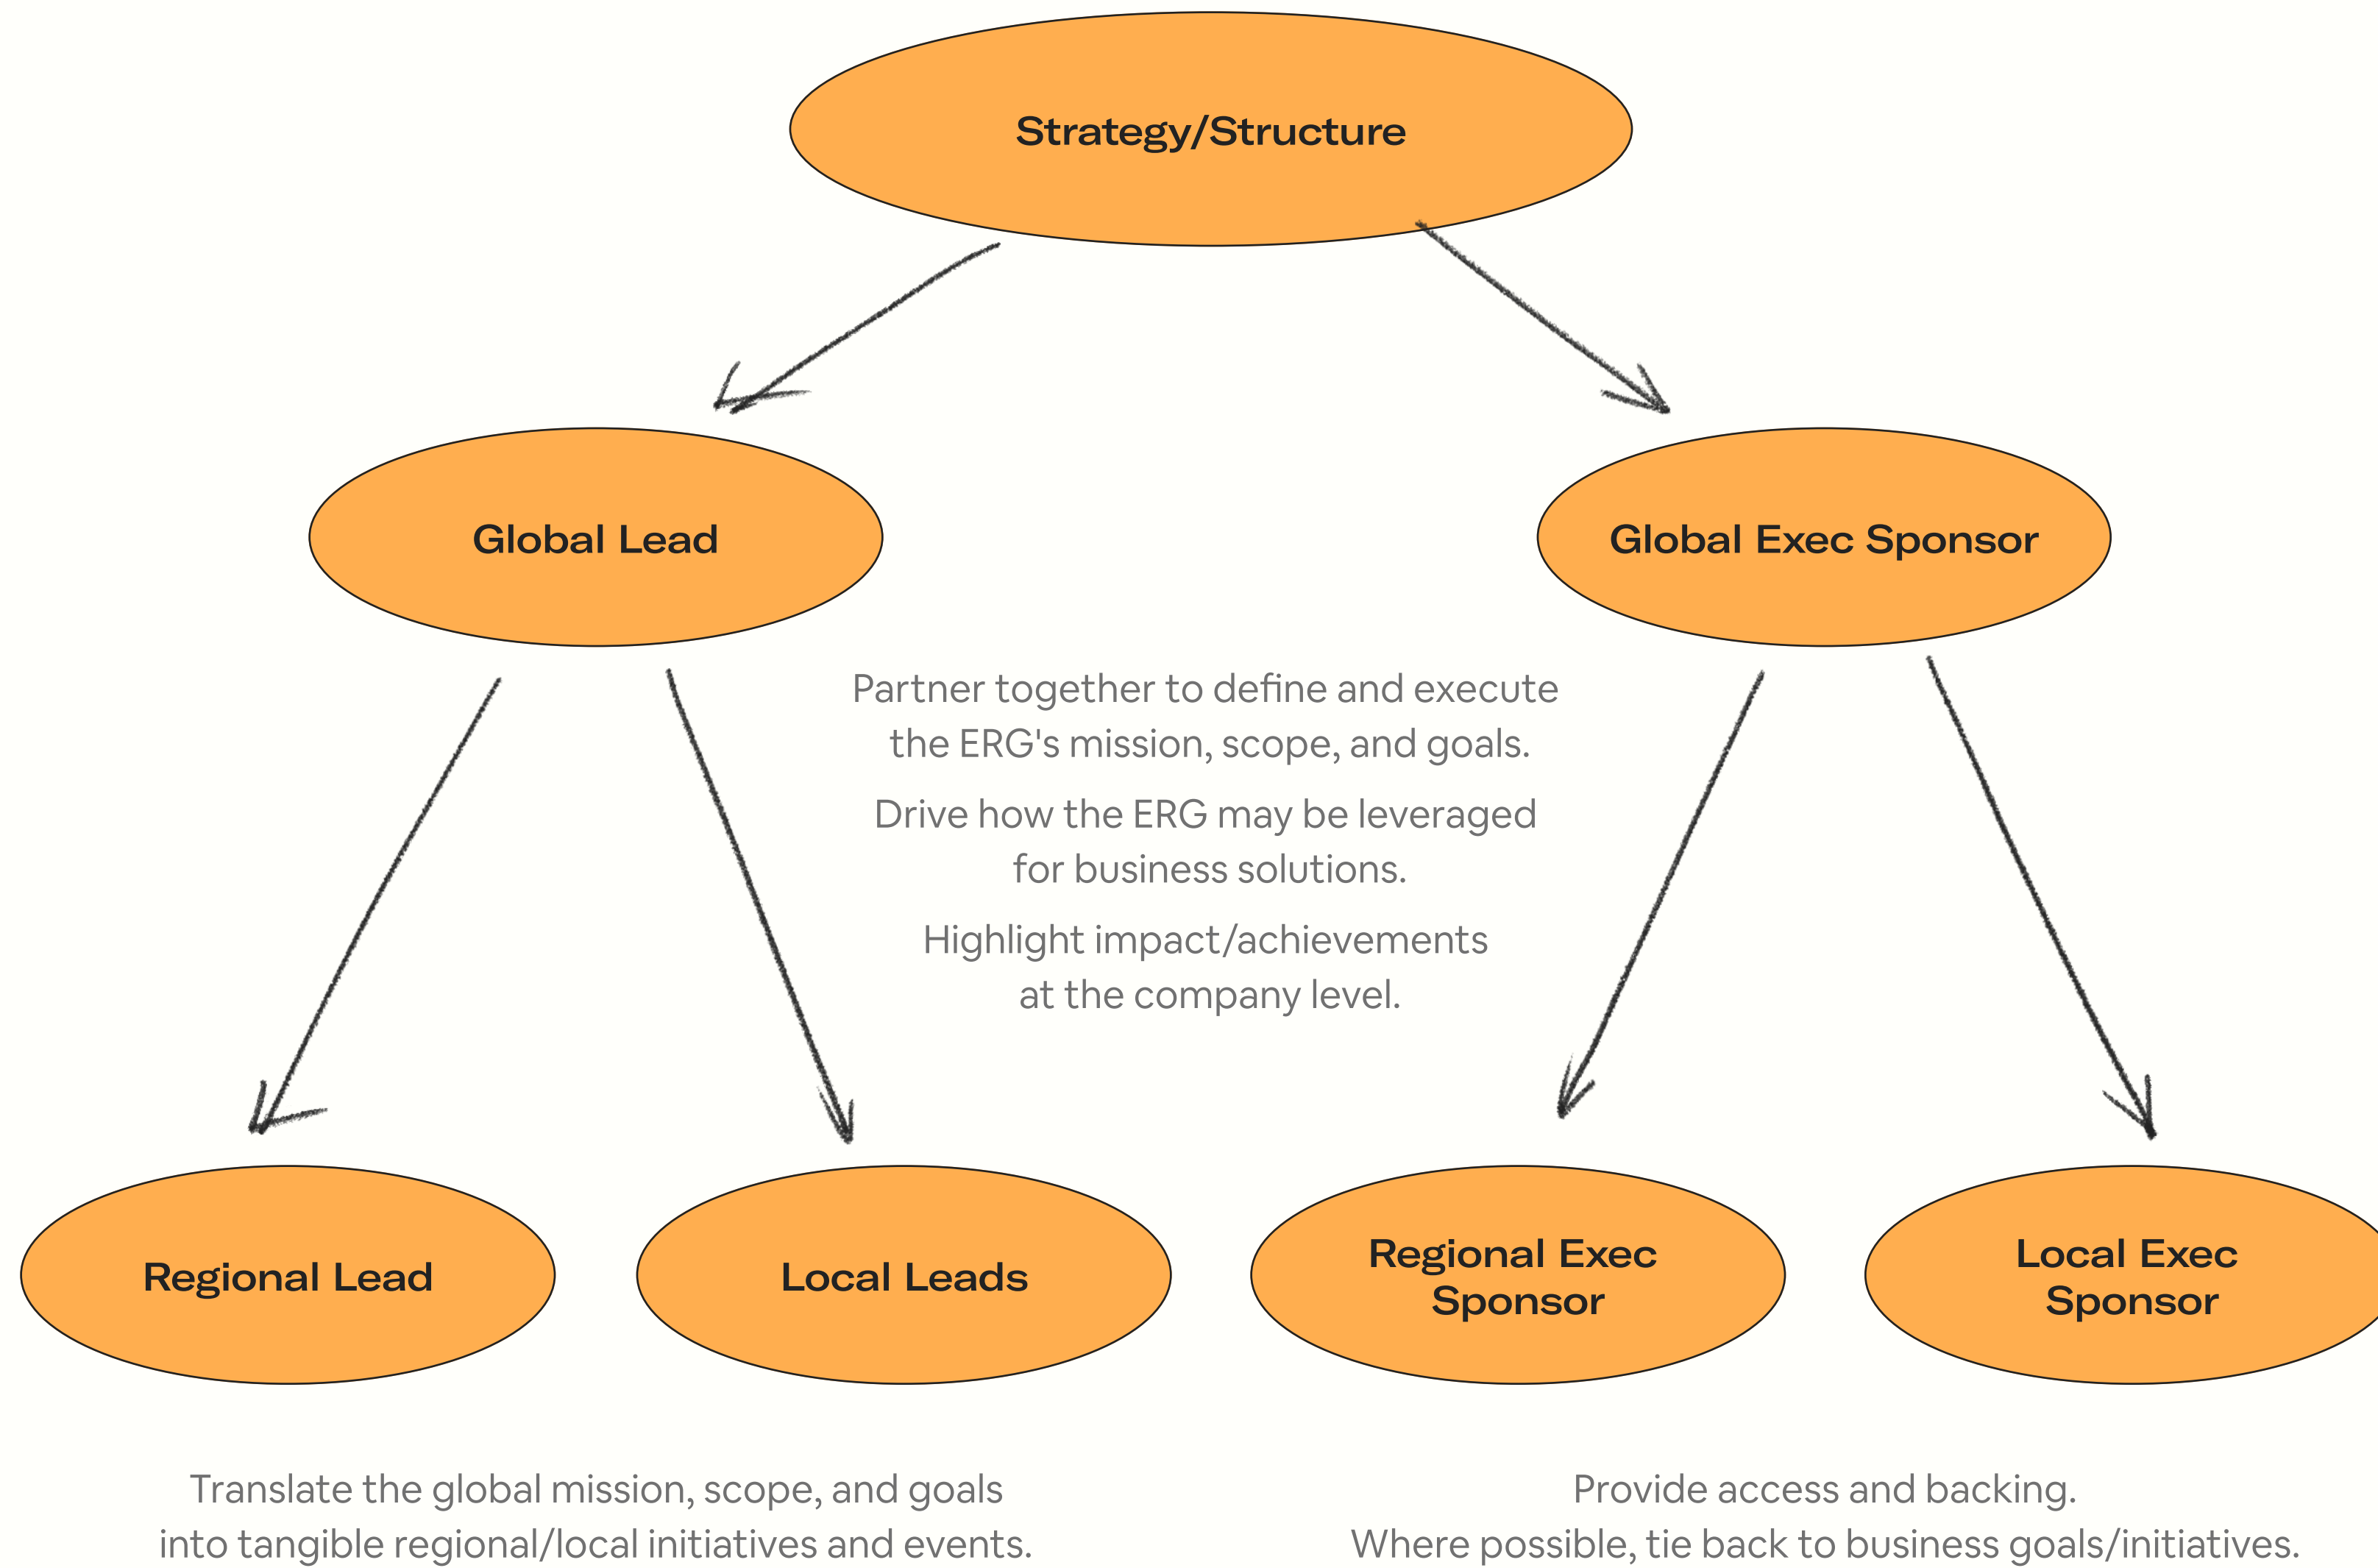 Strategy/Structure
Global Lead
Global Exec Sponsor
Partner together to define and execute
the ERG's mission, scope, and goals.
Drive how the ERG may be leveraged
for business solutions.
Highlight impact/achievements
at the company level.
Regional Lead
Local Leads
Regional Exec
Sponsor
Local Exec
Sponsor
Translate the global mission, scope, and goals
into tangible regional/local initiatives and events.
Provide access and backing.
Where possible, tie back to business goals/initiatives.